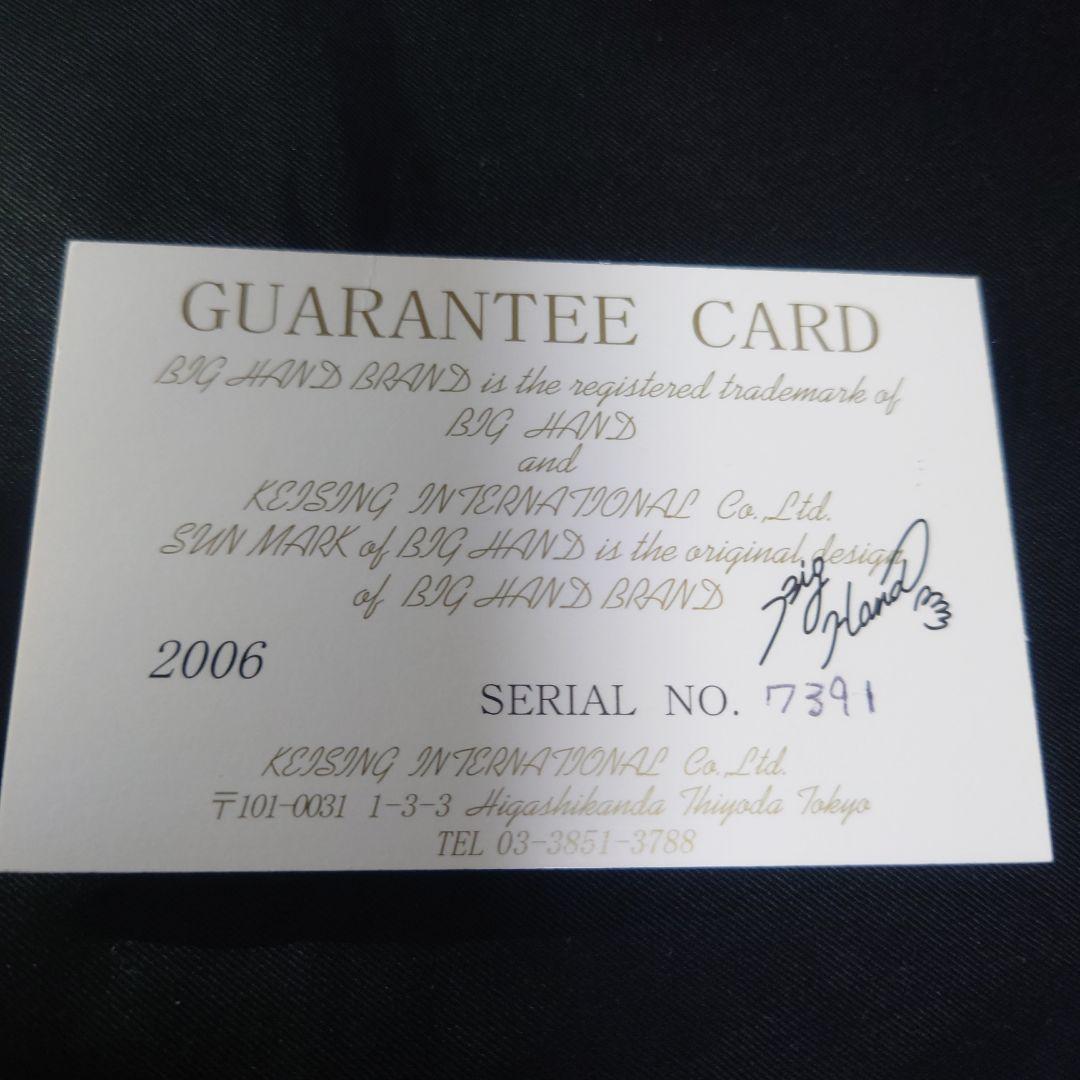 GUARANTEE CARD
BIG HAND BRAND is the registered trademark of
BIG HAND
and
KEISING INTERNATIONAL Co.,Ltd.
SUN MARK of BIG HAND is the original design
of BIG HAND BRAND
Big Hand
2006
SERIAL NO. 7391
KEISING INTERNATIONAL Co.,Ltd.
〒101-0031 1-3-3 Higashikanda Thiyoda Tokyo
TEL 03-3851-3788